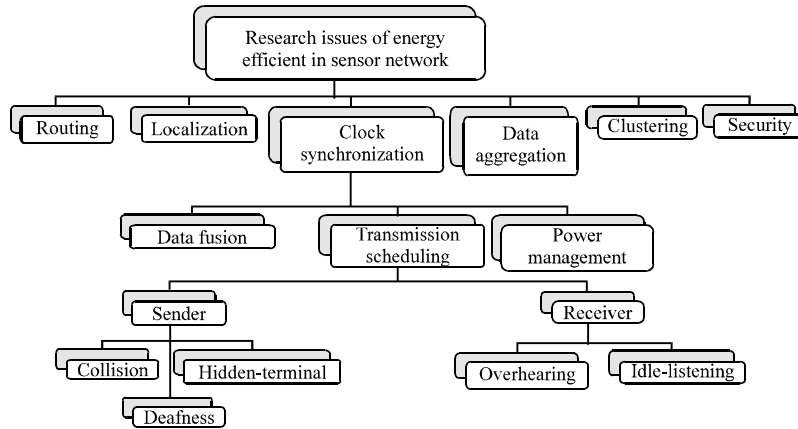 Research issues of energy
efficient in sensor network
Routing
Localization
Clock
synchronization
Data
aggregation
Clustering
Security
Data fusion
Transmission
scheduling
Power
management
Sender
Receiver
Collision
Hidden-terminal
Overhearing
Idle-listening
Deafness